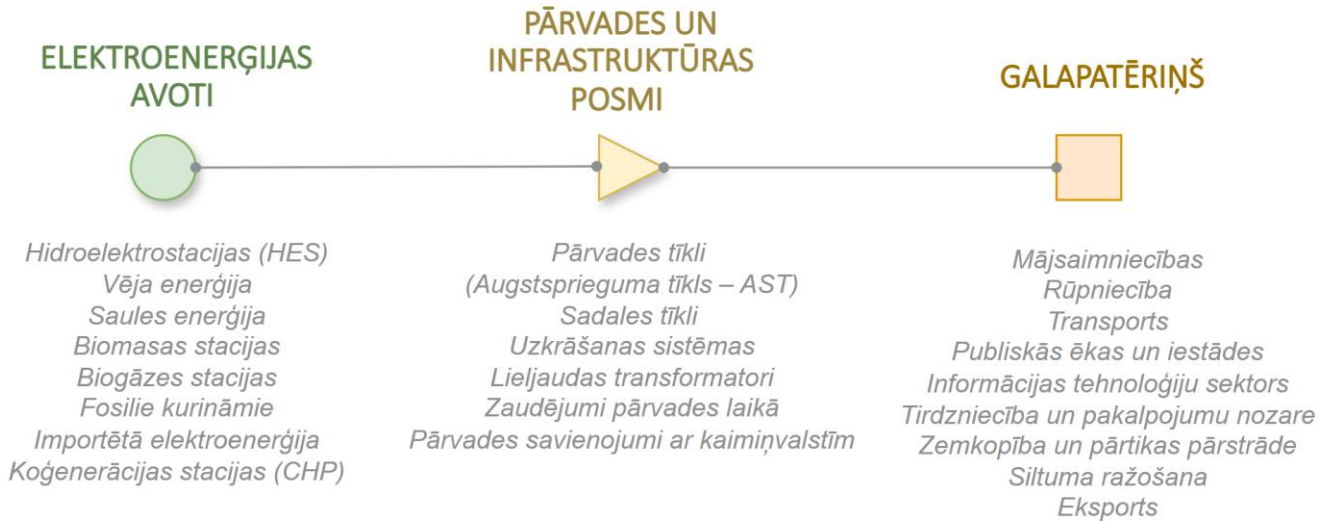 ELEKTROENERĢIJAS
AVOTI
Hidroelektrostacijas (HES)
Vēja enerģija
Saules enerģija
Biomasas stacijas
Biogāzes stacijas
Fosilie kurināmie
Importētā elektroenerģija
Koģenerācijas stacijas (CHP)
PĀRVADES UN
INFRASTRUKTŪRAS
POSMI
Pārvades tīkli
(Augstsprieguma tīkls – AST)
Sadales tīkli
Uzkrāšanas sistēmas
Lieljaudas transformatori
Zaudējumi pārvades laikā
Pārvades savienojumi ar kaimiņvalstīm
GALAPATĒRIŅŠ
Mājsaimniecības
Rūpniecība
Transports
Publiskās ēkas un iestādes
Informācijas tehnoloģiju sektors
Tirdzniecība un pakalpojumu nozare
Zemkopība un pārtikas pārstrāde
Siltuma ražošana
Eksports